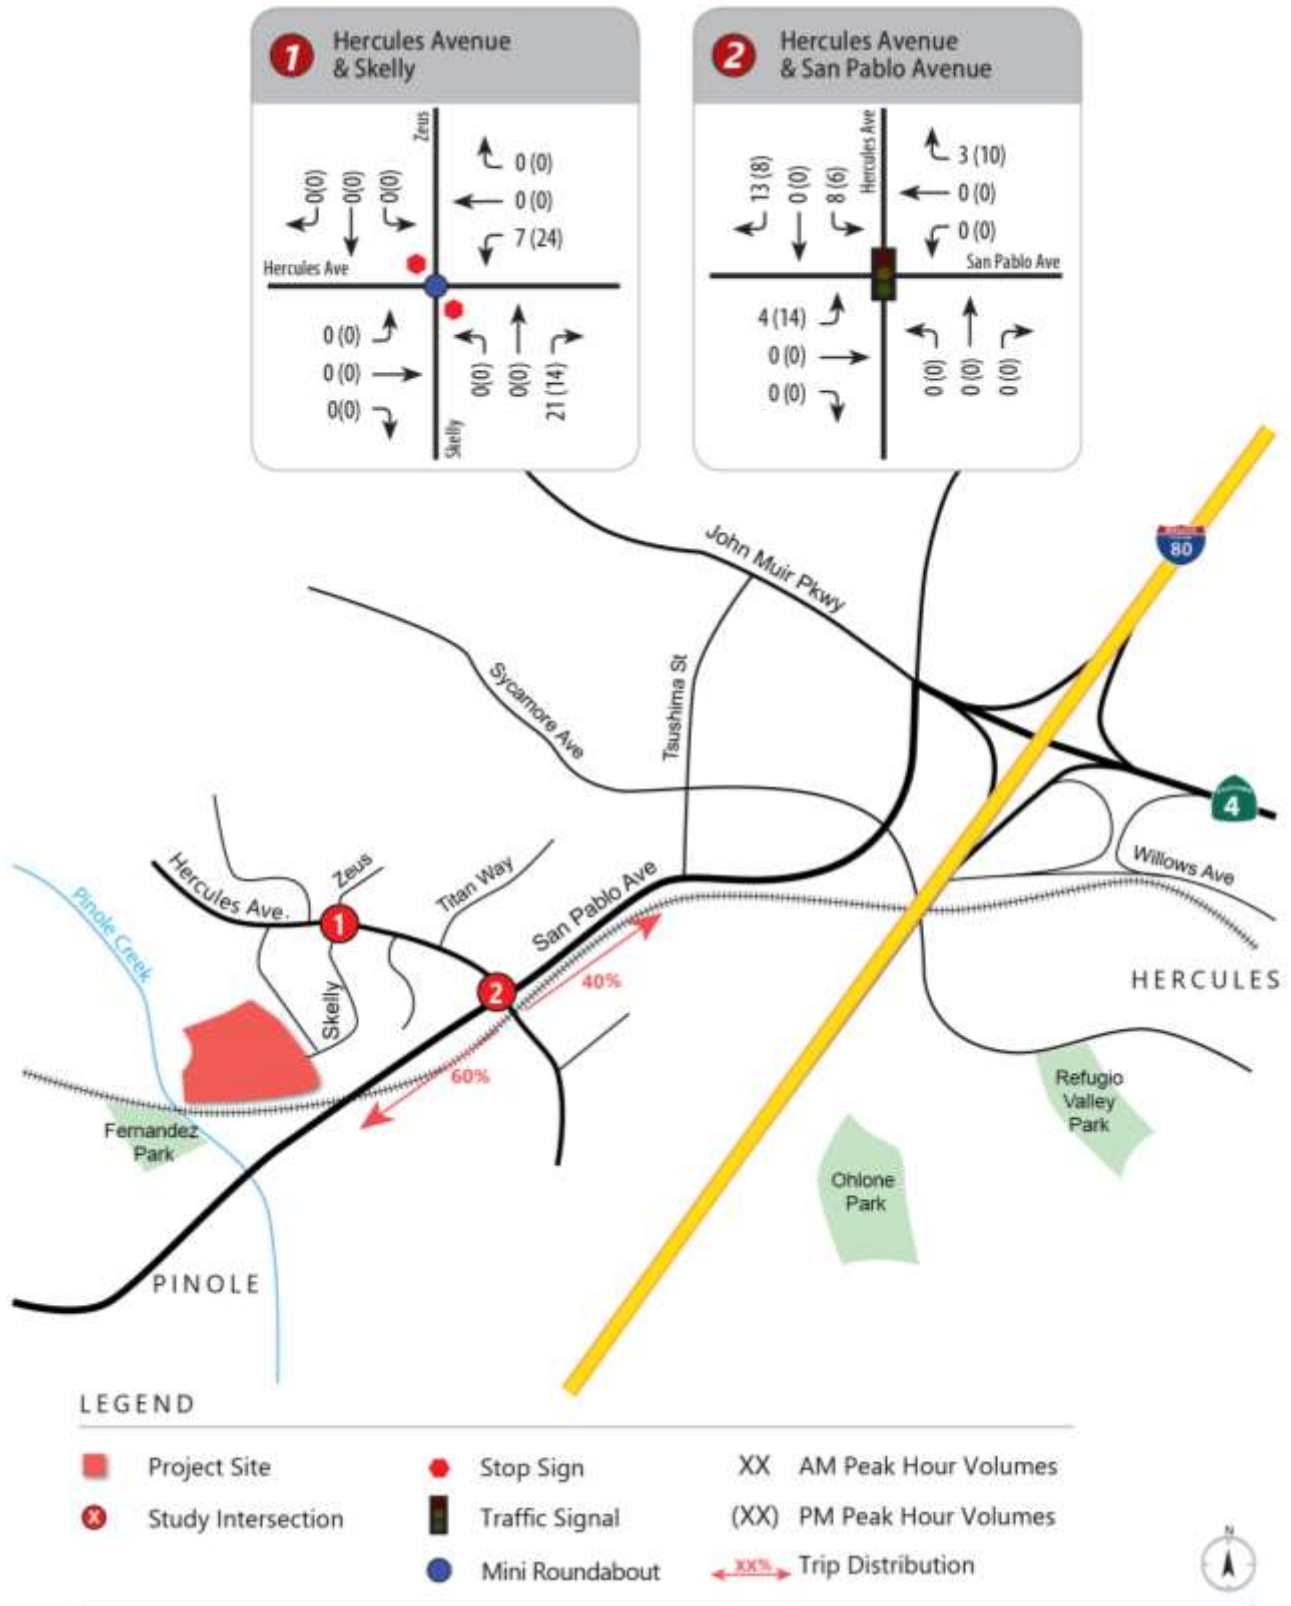 1
Hercules Avenue
& Skelly
Zeus
0(0)
0(0)
0(0)
0 (0)
0 (0)
7 (24)
Hercules Ave
0 (0)
0 (0)
0(0)
0(0)
0(0)
21 (14)
Skelly
2
Hercules Avenue
& San Pablo Avenue
Hercules Ave
13 (8)
0 (0)
8 (6)
3 (10)
0 (0)
0 (0)
San Pablo Ave
4 (14)
0 (0)
0 (0)
0 (0)
0 (0)
0 (0)
John Muir Pkwy
80
Sycamore Ave
Tsushima St
4
Willows Ave
Hercules Ave.
Zeus
Titan Way
San Pablo Ave
1
Pinole Creek
Skelly
2
40%
HERCULES
60%
Refugio
Valley
Park
Fernandez
Park
Ohlone
Park
PINOLE
LEGEND
Project Site
Stop Sign
XX AM Peak Hour Volumes
X Study Intersection
Traffic Signal
(XX) PM Peak Hour Volumes
Mini Roundabout
XX% Trip Distribution
N